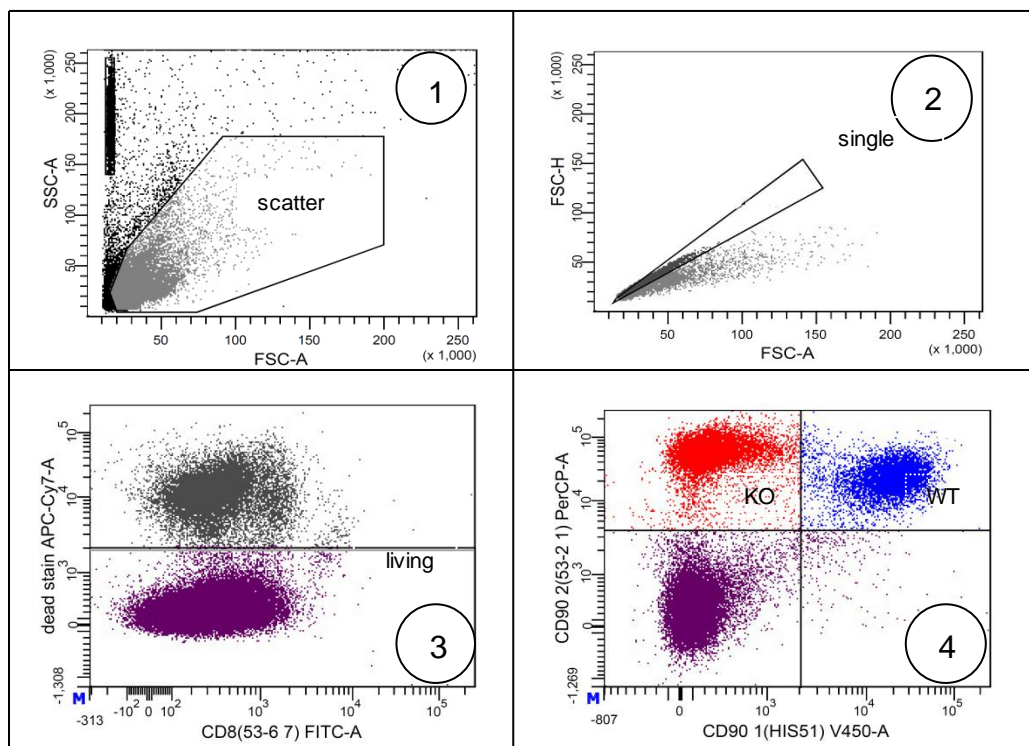 1
SSC-A
(x 1,000)
250
200
150
100
50
scatter
50
100
150
200
250
FSC-A
(x 1,000)
2
single
FSC-H
(x 1,000)
250
200
150
100
50
50
100
150
200
250
FSC-A
(x 1,000)
dead stain APC-Cy7-A
10^5
10^4
10^3
0
-1,308
living
3
M
-313
-10^2
0
10^2
10^3
10^4
10^5
CD8(53-6 7) FITC-A
CD90 2(53-2 1) PerCP-A
10^5
10^4
10^3
0
-1,269
KO
WT
4
M
-807
0
10^3
10^4
10^5
CD90 1(HIS51) V450-A